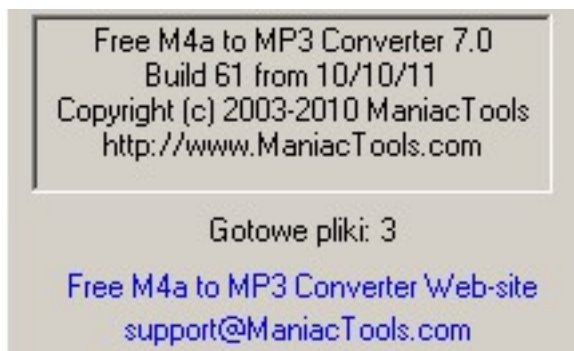 Free M4a to MP3 Converter 7.0
Build 61 from 10/10/11
Copyright (c) 2003-2010 ManiacTools
http://www.ManiacTools.com
Gotowe pliki: 3
Free M4a to MP3 Converter Web-site
support@ManiacTools.com